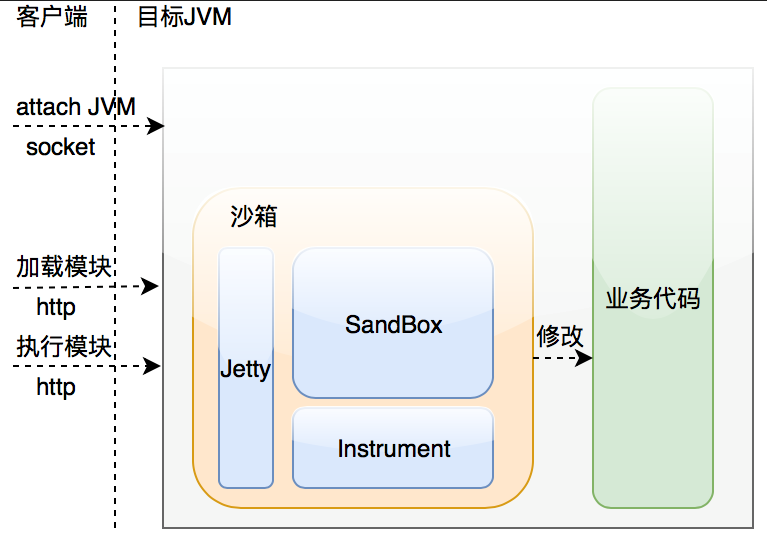 客户端
目标JVM
attach JVM
socket
沙箱
加载模块
http
执行模块
http
Jetty
SandBox
Instrument
修改
业务代码